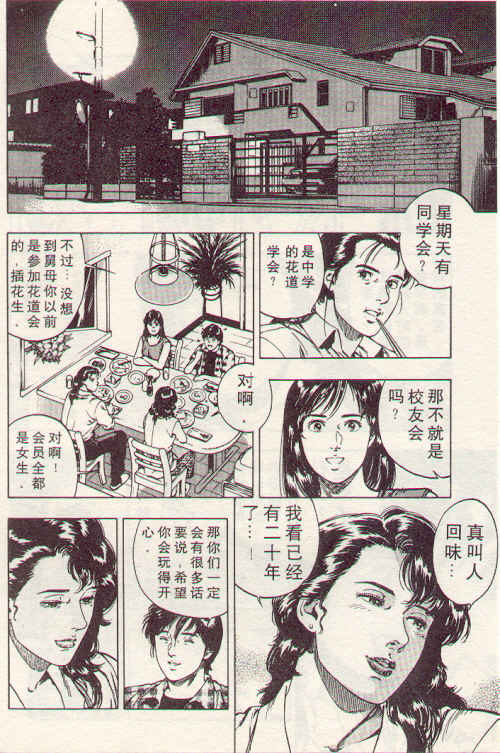 星期天有
同学会?
是中学
的花道
学会?
不过…没想
到舅母你以前
是参加花道会
的,插花生.
对啊.
对啊!
会员全都
是女生.
那不就是
校友会
吗?
真叫人
回味…
我看已经
有二十年
了…!
那你们一定
会有很多话
要说,希望
你会玩得开
心.